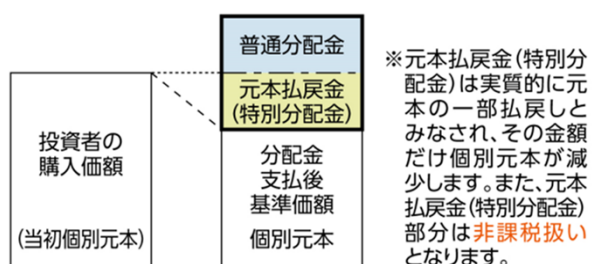 普通分配金
元本払戻金
(特別分配金)
投資者の
購入価額
(当初個別元本)
分配金
支払後
基準価額
個別元本
※元本払戻金(特別分
配金)は実質的に元
本の一部払戻しと
みなされ、その金額
だけ個別元本が減
少します。また、元本
払戻金(特別分配金)
部分は非課税扱い
となります。